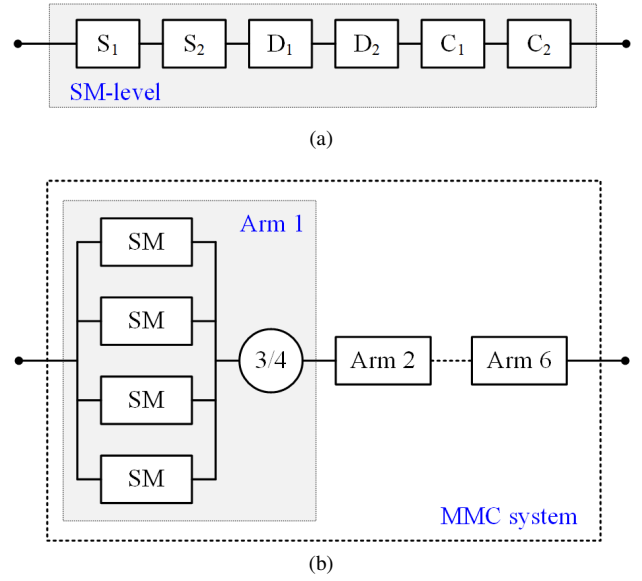 S₁ S₂ D₁ D₂ C₁ C₂
SM-level
(a)
Arm 1
SM
SM
3/4 Arm 2 Arm 6
SM
SM
MMC system
(b)